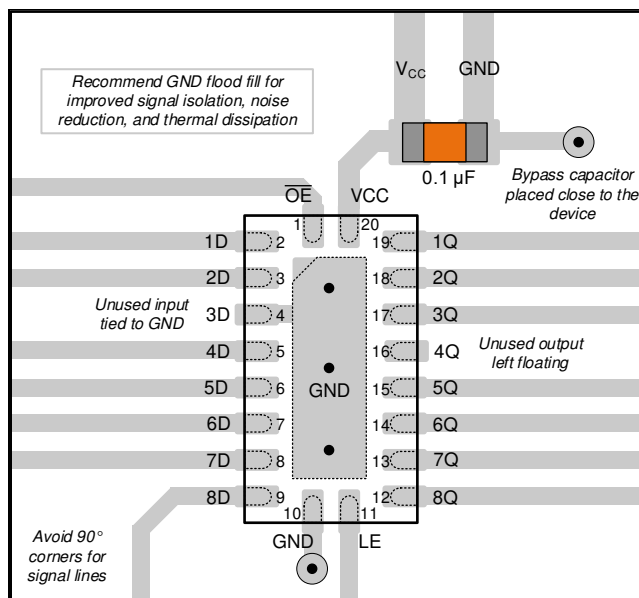 Recommend GND flood fill for
improved signal isolation, noise
reduction, and thermal dissipation
VCC GND
0.1 µF
Bypass capacitor
placed close to the
device
OE VCC
1 20
1D 2 19 1Q
2D 3 18 2Q
Unused input
tied to GND
3D 4 17 3Q
4D 5 16 4Q
Unused output
left floating
GND
5D 6 15 5Q
6D 7 14 6Q
7D 8 13 7Q
8D 9 12 8Q
10 11
GND LE
Avoid 90°
corners for
signal lines